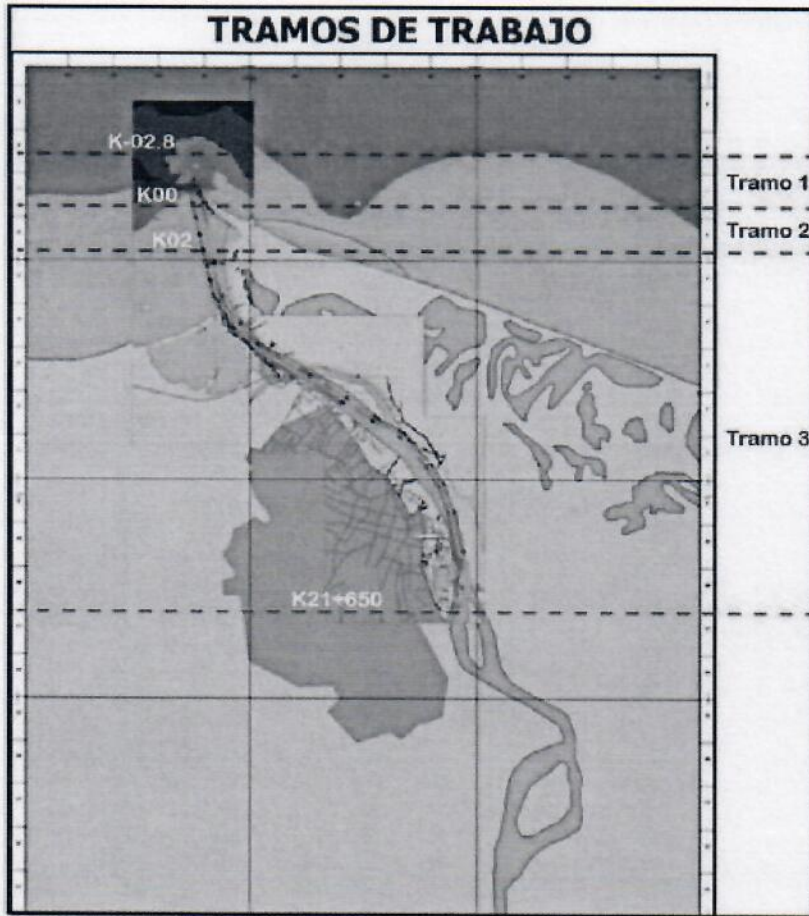 TRAMOS DE TRABAJO
K-02.8
Tramo 1
K00
Tramo 2
K02
Tramo 3
K21+650